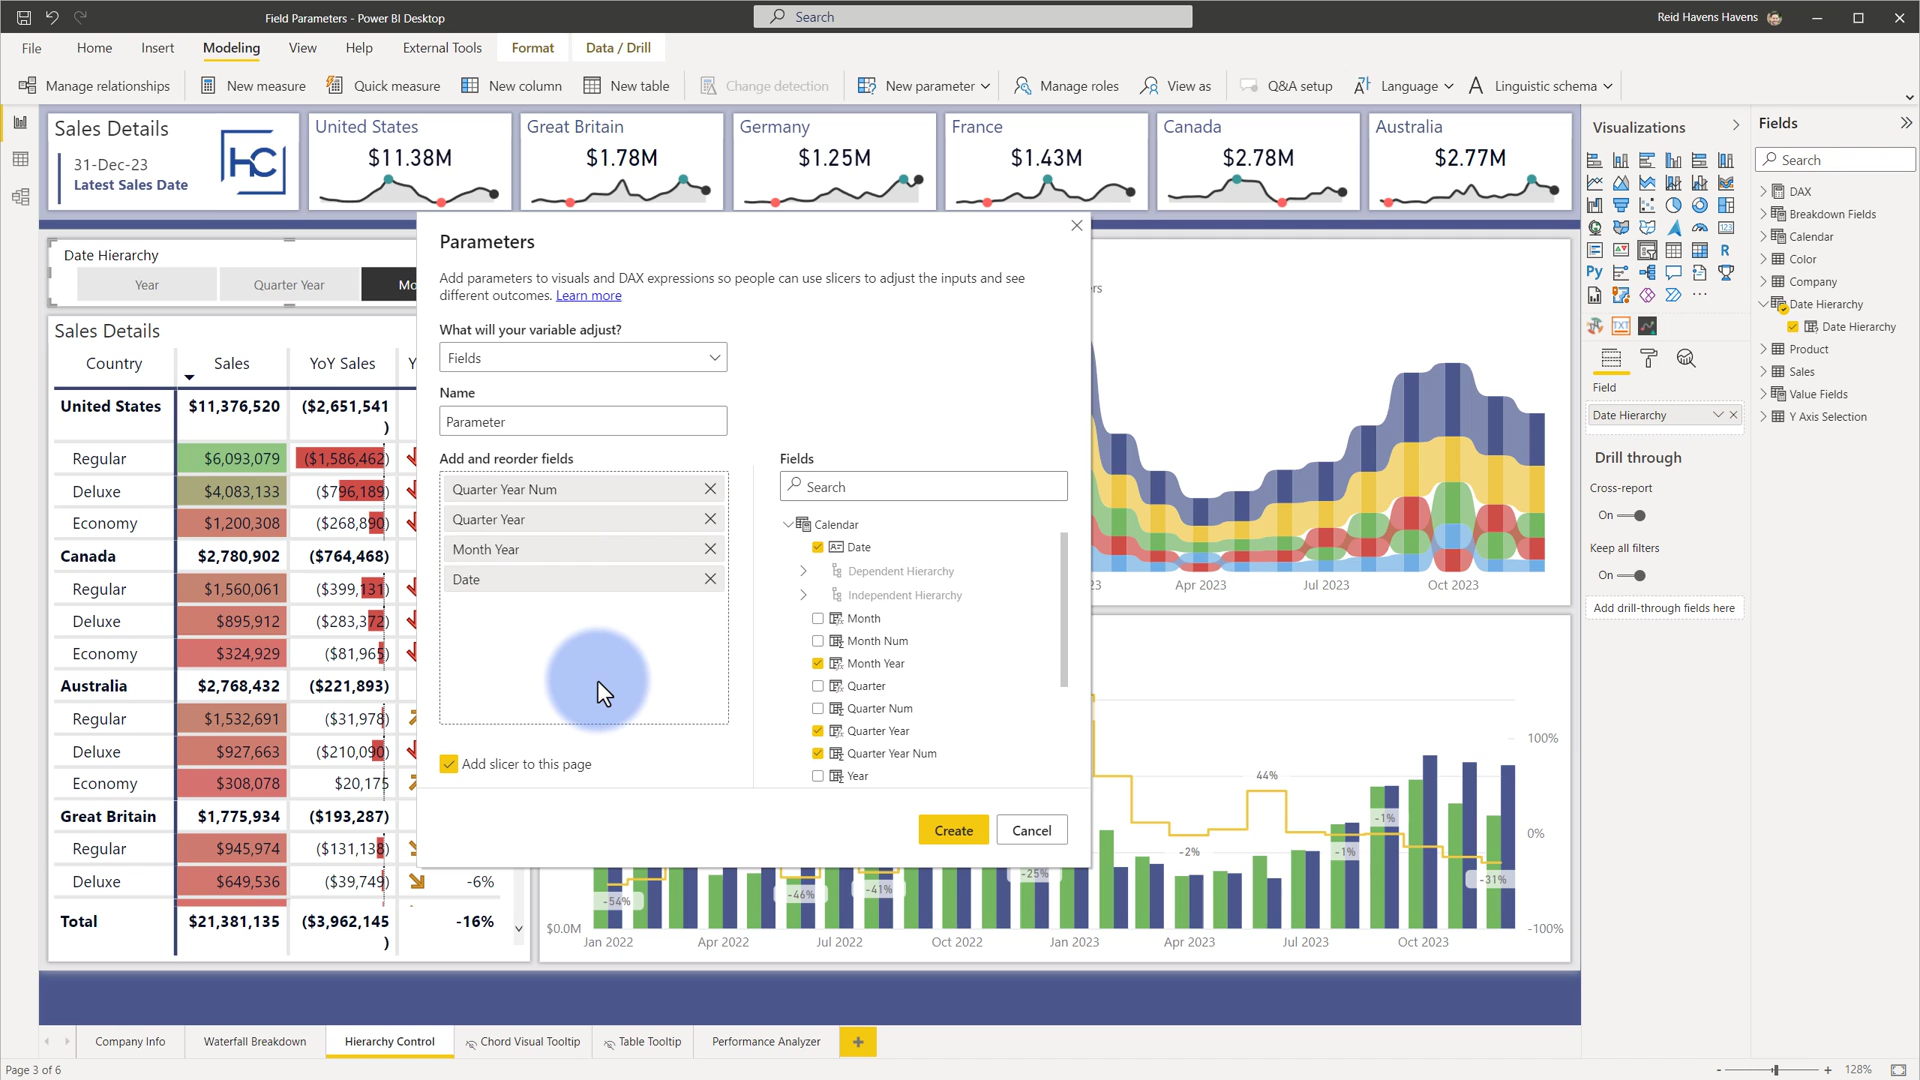 Field Parameters - Power BI Desktop
Search
Reid Havens Havens
File
Home
Insert
Modeling
View
Help
External Tools
Format
Data / Drill
Manage relationships
New measure
Quick measure
New column
New table
Change detection
New parameter
Manage roles
View as
Q&A setup
Language
Linguistic schema
Sales Details
31-Dec-23
Latest Sales Date
HC
United States
$11.38M
Great Britain
$1.78M
Germany
$1.25M
France
$1.43M
Canada
$2.78M
Australia
$2.77M
Date Hierarchy
Year
Quarter Year
Mo
Sales Details
Country
Sales
YoY Sales
Y
United States
$11,376,520
($2,651,541
)
Regular
$6,093,079
($1,586,462)
Deluxe
$4,083,133
($796,189)
Economy
$1,200,308
($268,890)
Canada
$2,780,902
($764,468)
Regular
$1,560,061
($399,131)
Deluxe
$895,912
($283,372)
Economy
$324,929
($81,965)
Australia
$2,768,432
($221,893)
Regular
$1,532,691
($31,978)
Deluxe
$927,663
($210,090)
Economy
$308,078
$20,175
Great Britain
$1,775,934
($193,287)
Regular
$945,974
($131,138)
Deluxe
$649,536
($39,749)
-6%
Total
$21,381,135
($3,962,145
)
-16%
Parameters
Add parameters to visuals and DAX expressions so people can use slicers to adjust the inputs and see
different outcomes. Learn more
What will your variable adjust?
Fields
Name
Parameter
Add and reorder fields
Quarter Year Num
Quarter Year
Month Year
Date
Add slicer to this page
Fields
Search
Calendar
Date
Dependent Hierarchy
Independent Hierarchy
Month
Month Num
Month Year
Quarter
Quarter Num
Quarter Year
Quarter Year Num
Year
Create
Cancel
rs
23
Apr 2023
Jul 2023
Oct 2023
100%
44%
0%
-1%
-2%
-1%
-31%
-25%
-41%
-46%
-54%
$0.0M
-100%
Jan 2022
Apr 2022
Jul 2022
Oct 2022
Jan 2023
Apr 2023
Jul 2023
Oct 2023
Visualizations
123
R
Py
TXT
Field
Date Hierarchy
Drill through
Cross-report
On
Keep all filters
On
Add drill-through fields here
Fields
Search
DAX
Breakdown Fields
Calendar
Color
Company
Date Hierarchy
Date Hierarchy
Product
Sales
Value Fields
Y Axis Selection
Company Info
Waterfall Breakdown
Hierarchy Control
Chord Visual Tooltip
Table Tooltip
Performance Analyzer
+
Page 3 of 6
-
+
128%